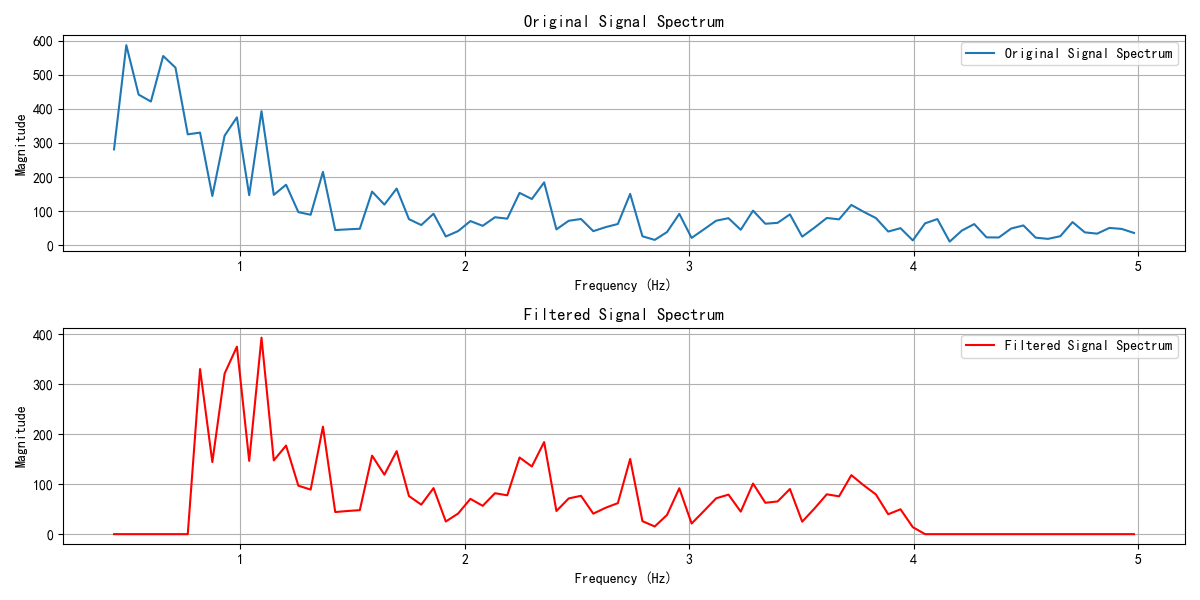 Original Signal Spectrum
600
500
400
300
200
100
0
Magnitude
Original Signal Spectrum
1 2 3 4 5
Frequency (Hz)
Filtered Signal Spectrum
400
300
200
100
0
Magnitude
Filtered Signal Spectrum
1 2 3 4 5
Frequency (Hz)